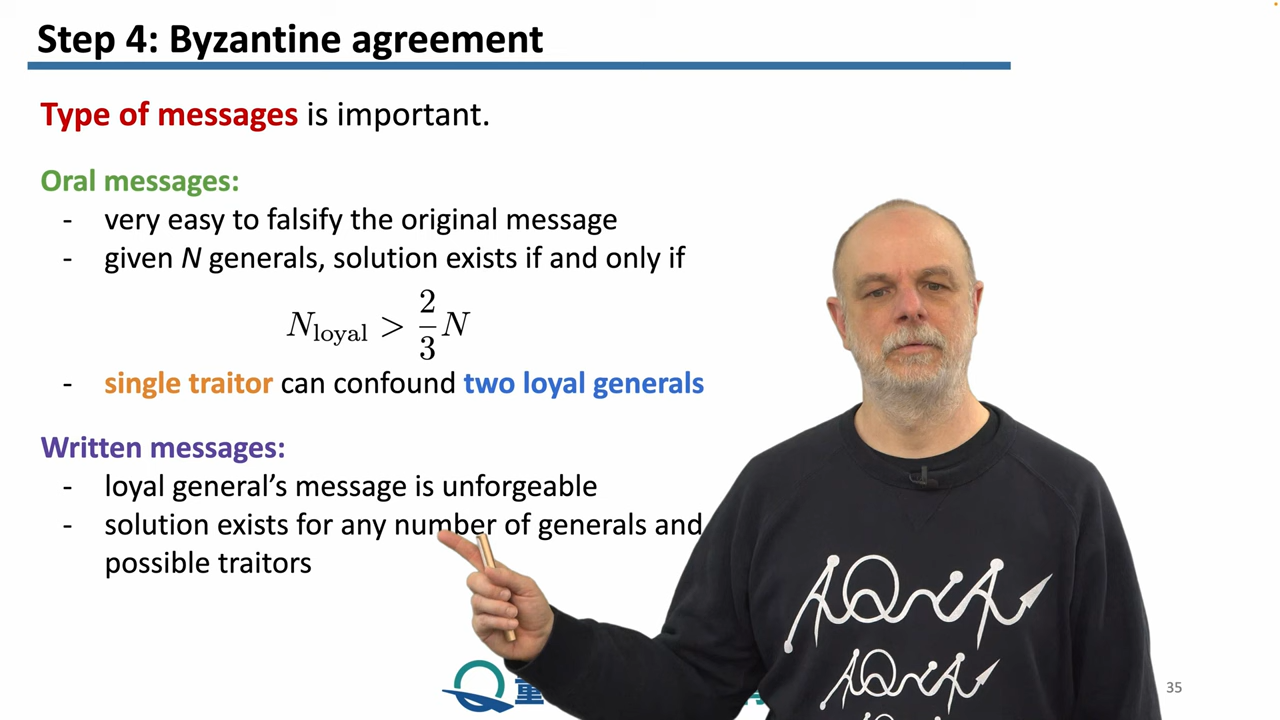 Step 4: Byzantine agreement
Type of messages is important.
Oral messages:
- very easy to falsify the original message
- given N generals, solution exists if and only if
N_loyal > 2/3 N
- single traitor can confound two loyal generals
Written messages:
- loyal general's message is unforgeable
- solution exists for any number of generals and
possible traitors
AQUA
AQUA
35